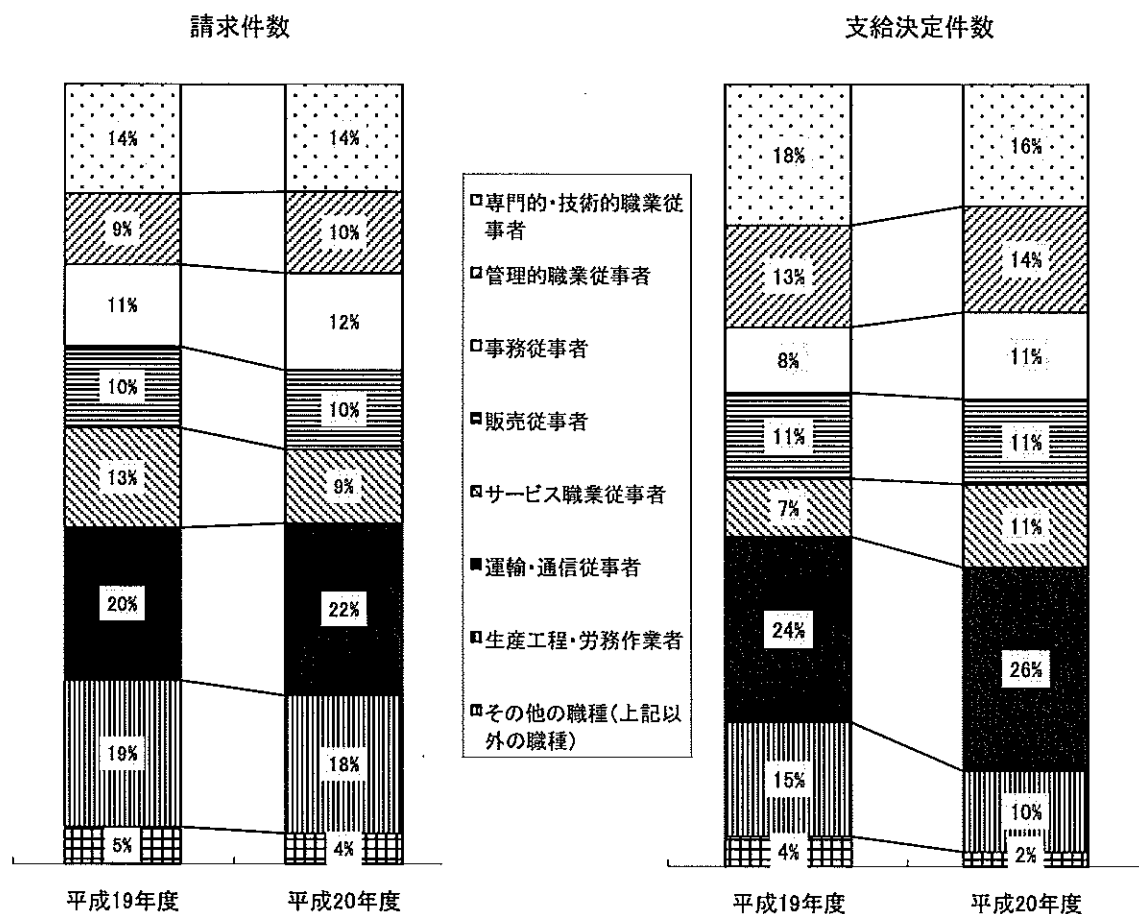 請求件数
支給決定件数
14%
9%
11%
10%
13%
20%
19%
5%
14%
10%
12%
10%
9%
22%
18%
4%
専門的・技術的職業従
事者
管理的職業従事者
事務従事者
販売従事者
サービス職業従事者
運輸・通信従事者
生産工程・労務作業者
その他の職種(上記以
外の職種)
18%
13%
8%
11%
7%
24%
15%
4%
16%
14%
11%
11%
11%
26%
10%
2%
平成19年度
平成20年度
平成19年度
平成20年度